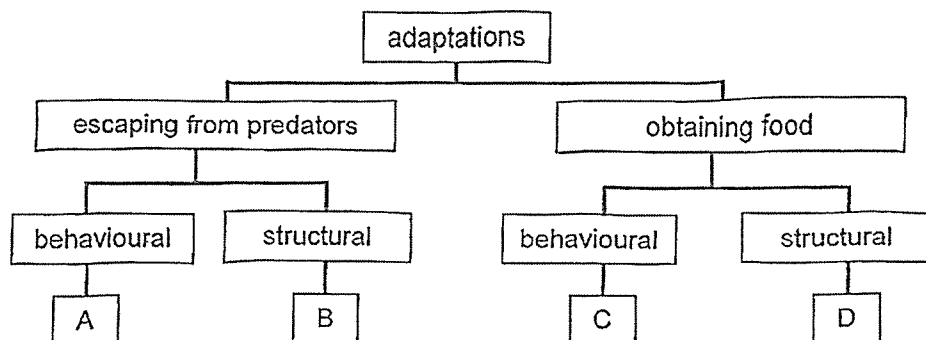 adaptations
escaping from predators
obtaining food
behavioural
structural
behavioural
structural
A
B
C
D